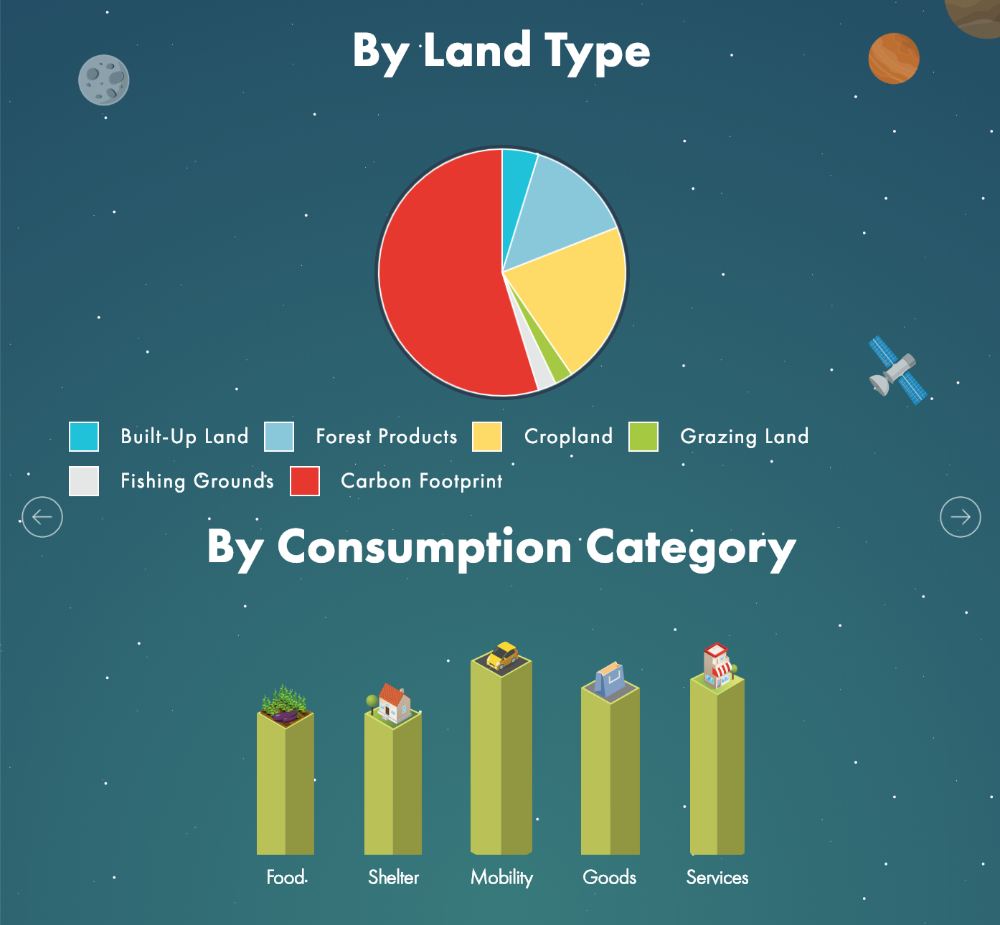 By Land Type
Built-Up Land Forest Products Cropland Grazing Land
Fishing Grounds Carbon Footprint
By Consumption Category
Food Shelter Mobility Goods Services